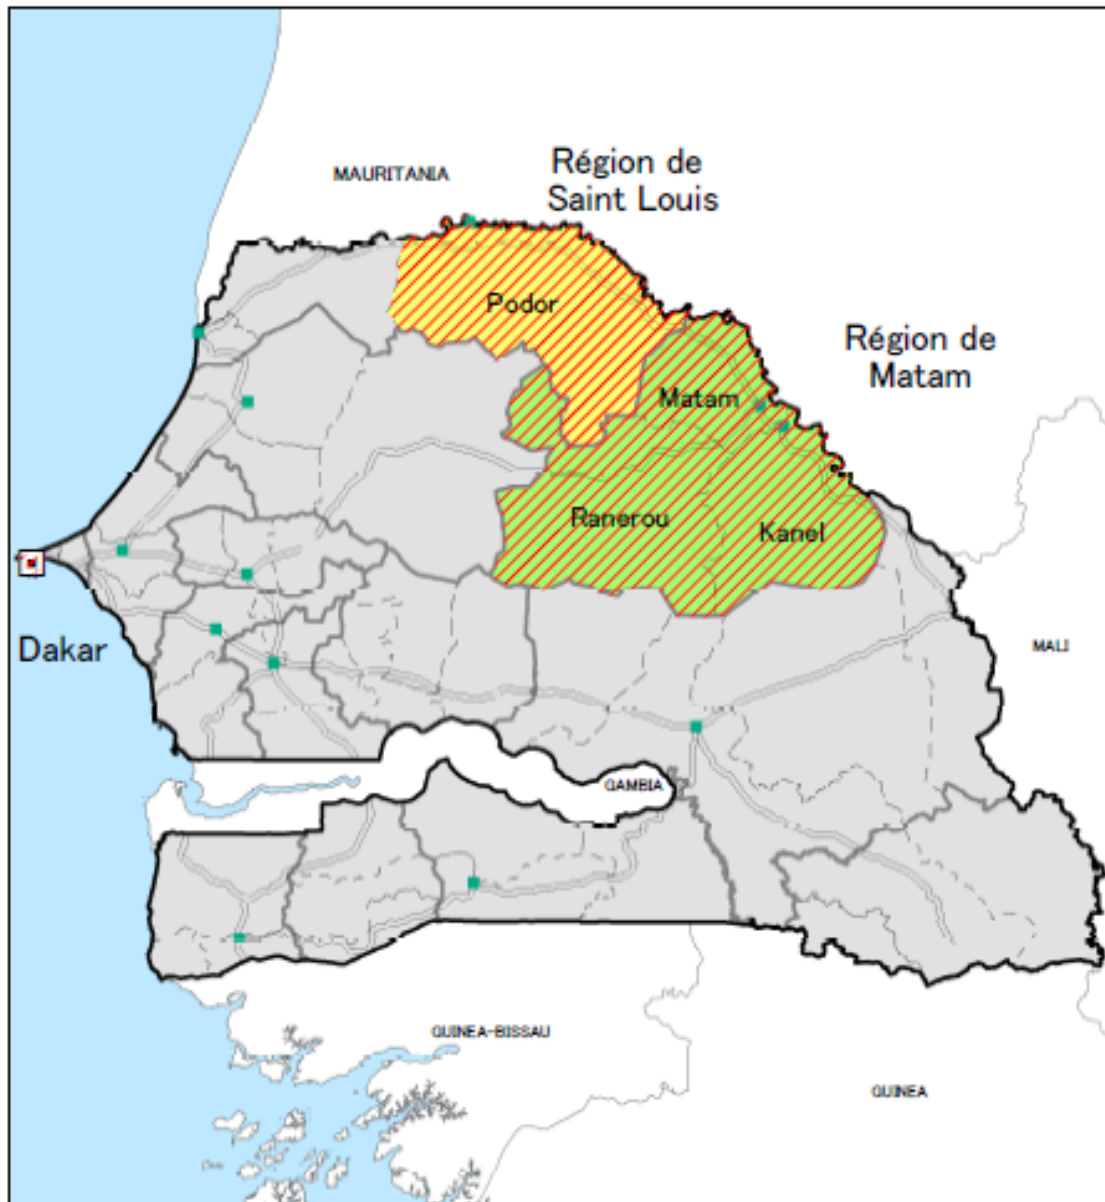 MAURITANIA
Région de
Saint Louis
Podor
Région de
Matam
Matam
Ranerou
Kanel
Dakar
MALI
GAMBIA
GUINEA-BISSAU
GUINEA